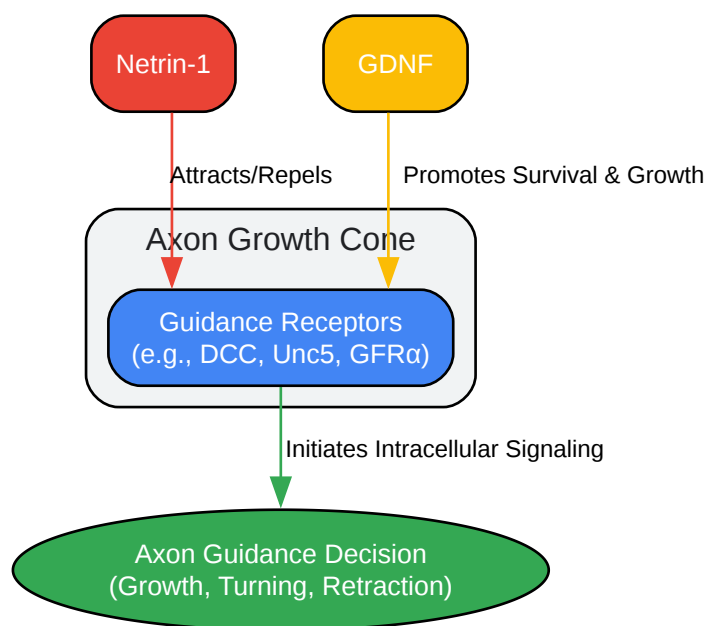 Netrin-1
GDNF
Attracts/Repels
Promotes Survival & Growth
Axon Growth Cone
Guidance Receptors
(e.g., DCC, Unc5, GFRα)
Initiates Intracellular Signaling
Axon Guidance Decision
(Growth, Turning, Retraction)